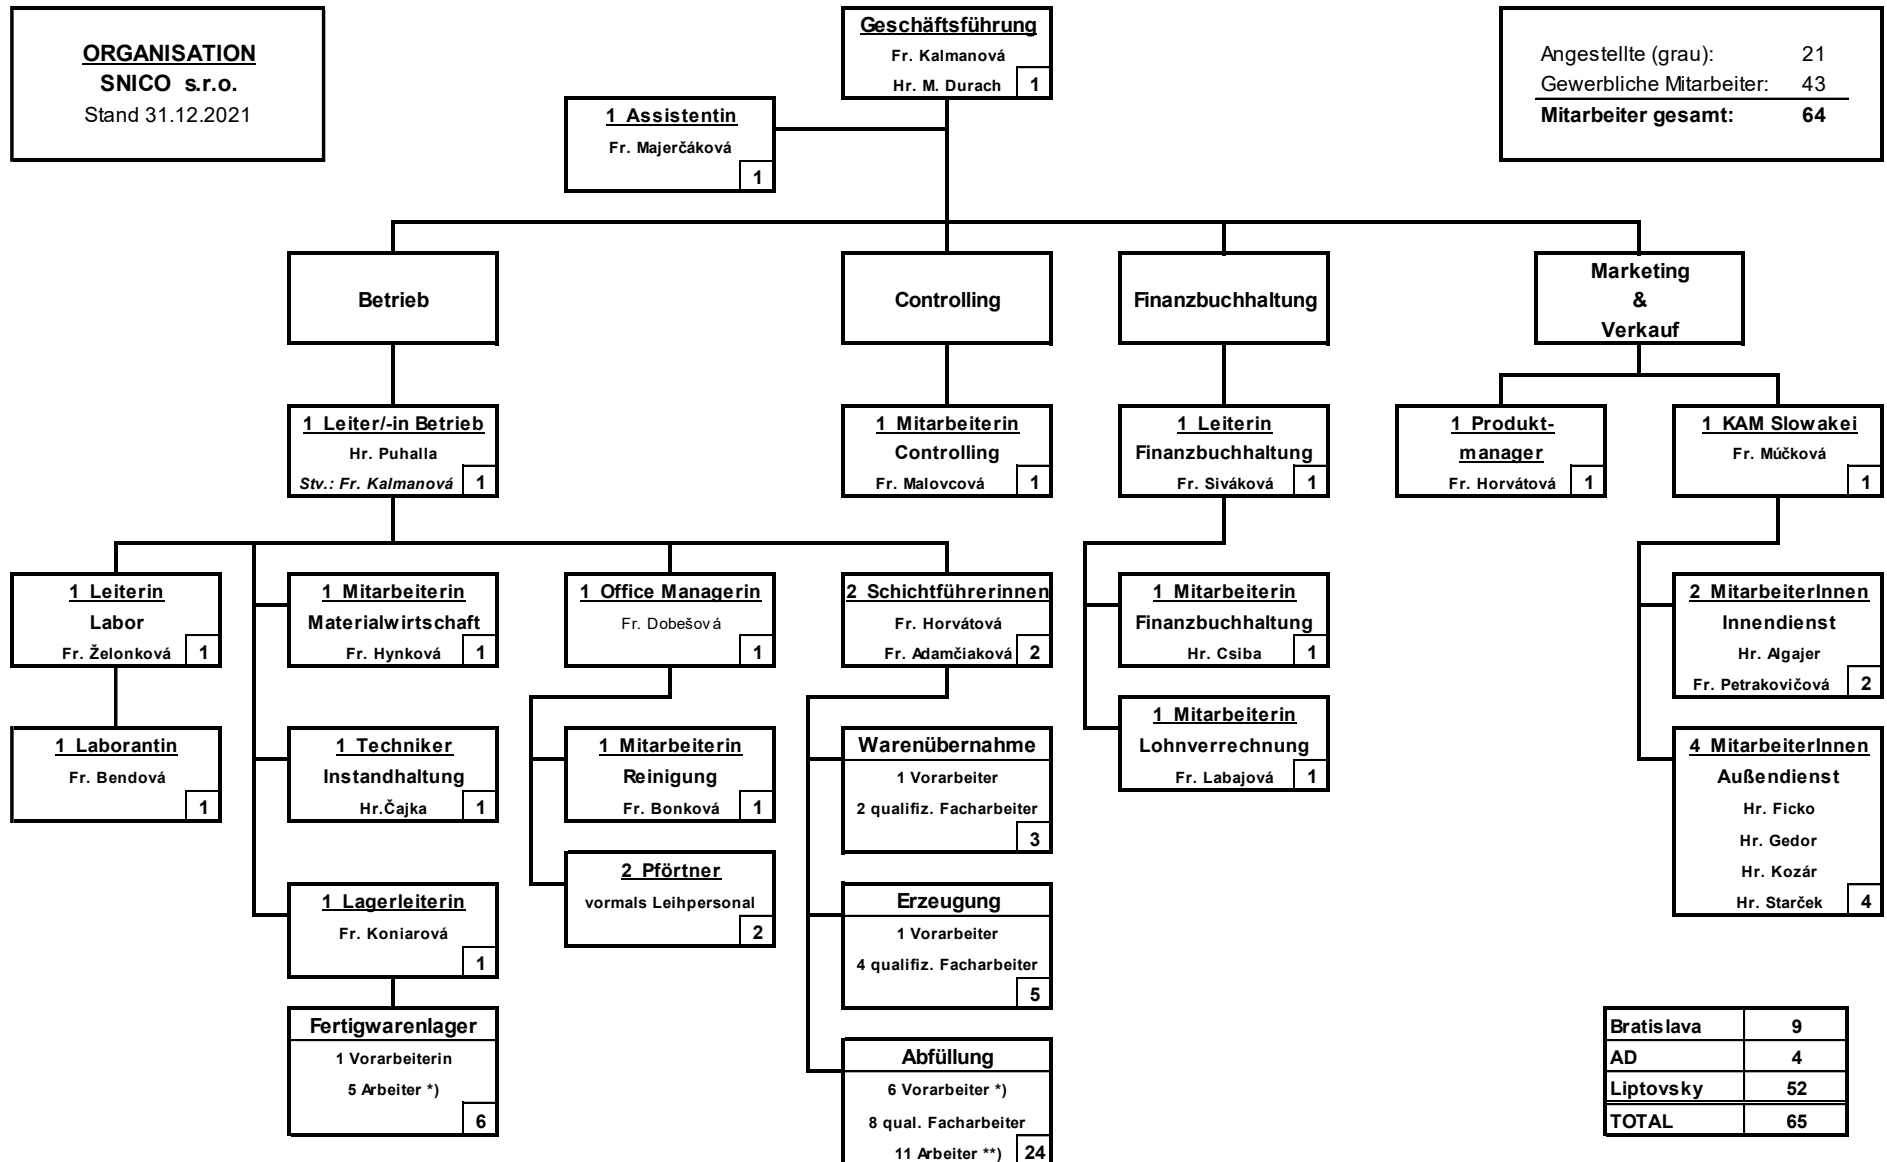 ORGANISATION
SNICO s.r.o.
Stand 31.12.2021
Geschäftsführung
Fr. Kalmanová
Hr. M. Durach 1
Angestellte (grau): 21
Gewerbliche Mitarbeiter: 43
Mitarbeiter gesamt: 64
1 Assistentin
Fr. Majerčáková
1
Betrieb
Controlling
Finanzbuchhaltung
Marketing
&
Verkauf
1 Leiter/-in Betrieb
Hr. Puhalla
Stv.: Fr. Kalmanová 1
1 Mitarbeiterin
Controlling
Fr. Malovcová 1
1 Leiterin
Finanzbuchhaltung
Fr. Siváková 1
1 Produkt-
manager
Fr. Horvátová 1
1 KAM Slowakei
Fr. Múčková
1
1 Leiterin
Labor
Fr. Želonková 1
1 Mitarbeiterin
Materialwirtschaft
Fr. Hynková 1
1 Office Managerin
Fr. Dobešová
1
2 Schichtführerinnen
Fr. Horvátová
Fr. Adamčiaková 2
1 Mitarbeiterin
Finanzbuchhaltung
Hr. Csiba 1
2 MitarbeiterInnen
Innendienst
Hr. Algajer
Fr. Petrakovičová 2
1 Laborantin
Fr. Bendová
1
1 Techniker
Instandhaltung
Hr.Čajka 1
1 Mitarbeiterin
Reinigung
Fr. Bonková 1
Warenübernahme
1 Vorarbeiter
2 qualifiz. Facharbeiter
3
1 Mitarbeiterin
Lohnverrechnung
Fr. Labajová 1
4 MitarbeiterInnen
Außendienst
Hr. Ficko
Hr. Gedor
Hr. Kozár
Hr. Starček 4
2 Pförtner
vormals Leihpersonal
2
1 Lagerleiterin
Fr. Koniarová
1
Erzeugung
1 Vorarbeiter
4 qualifiz. Facharbeiter
5
Fertigwarenlager
1 Vorarbeiterin
5 Arbeiter *)
6
Abfüllung
6 Vorarbeiter *)
8 qual. Facharbeiter
11 Arbeiter **) 24
Bratislava 9
AD 4
Liptovsky 52
TOTAL 65